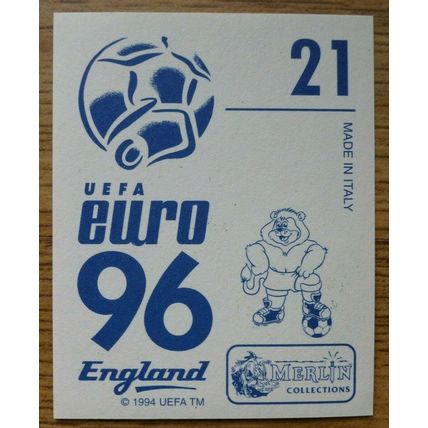 21
MADE IN ITALY
UEFA
euro
96
England
© 1994 UEFA TM
MERLIN
COLLECTIONS